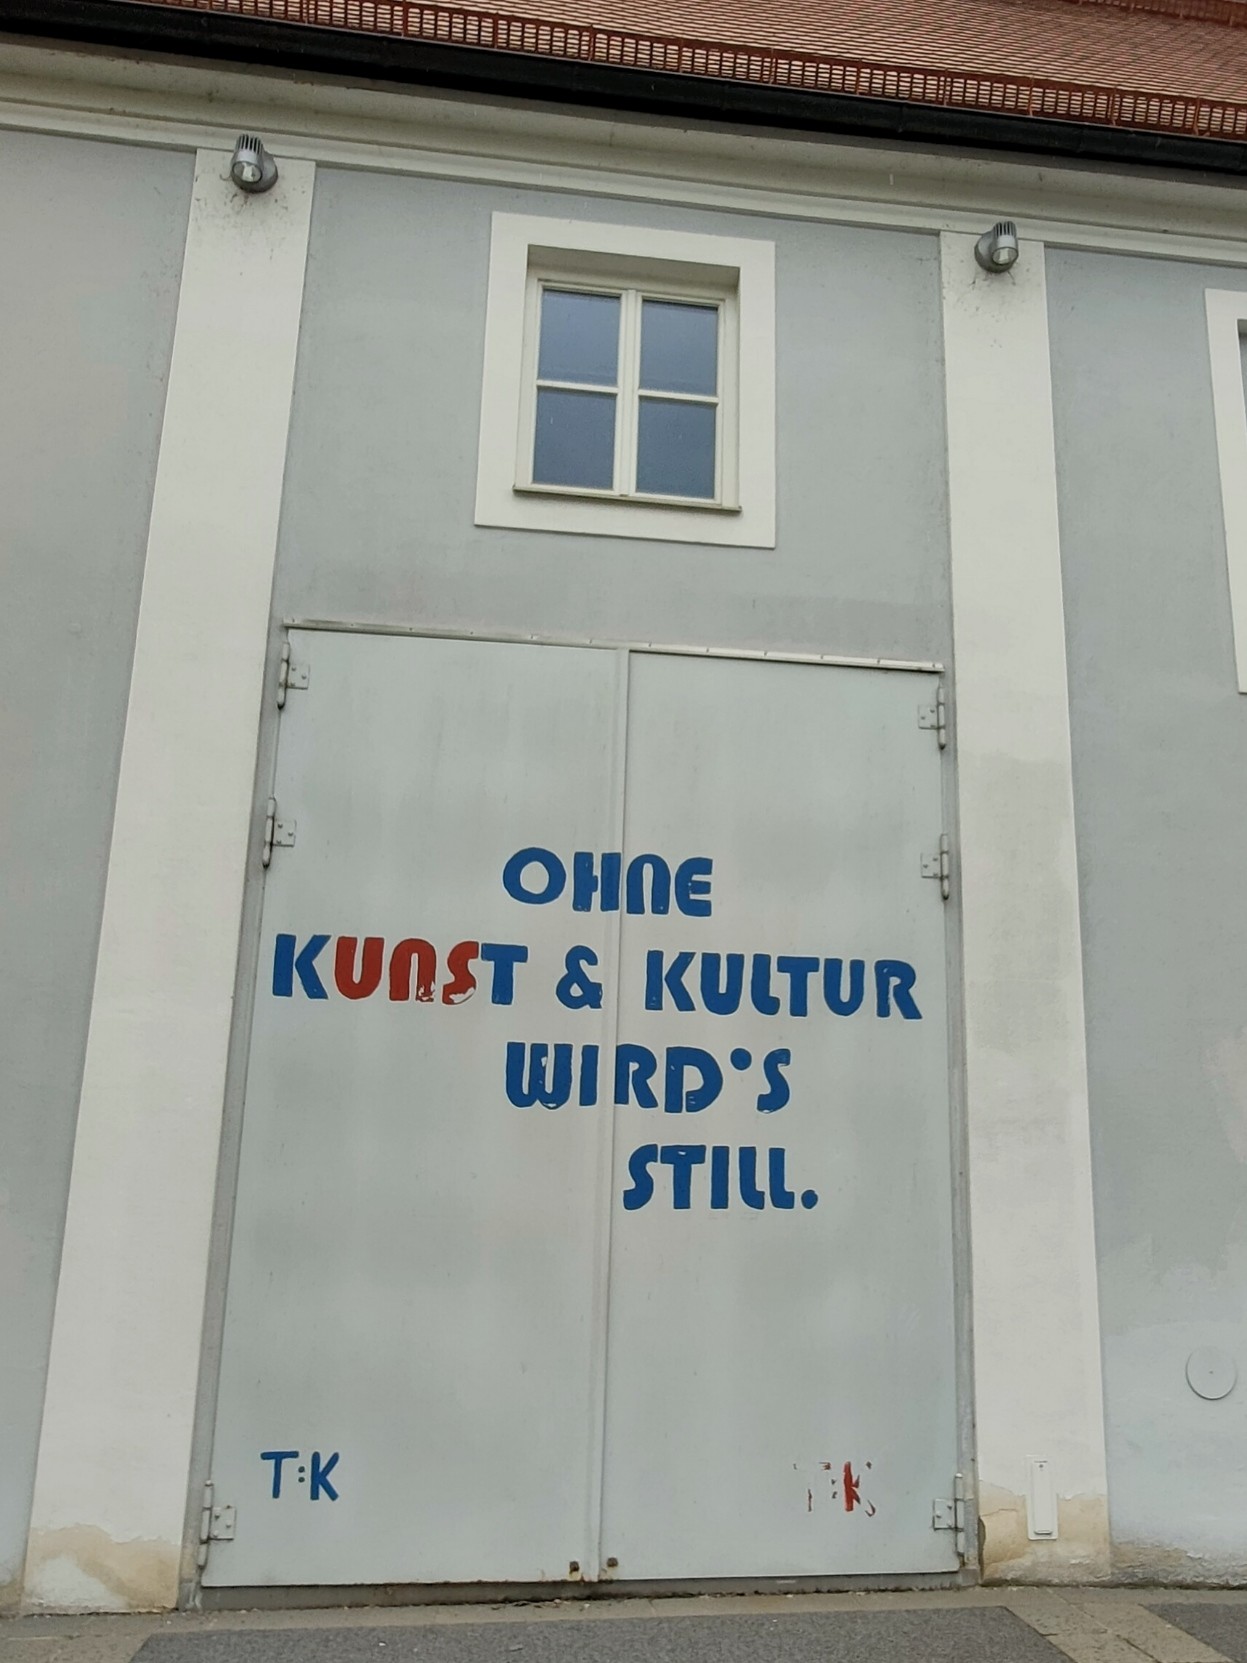 OHNE
KUNST & KULTUR
WIRD'S
STILL.
T:K
T:K